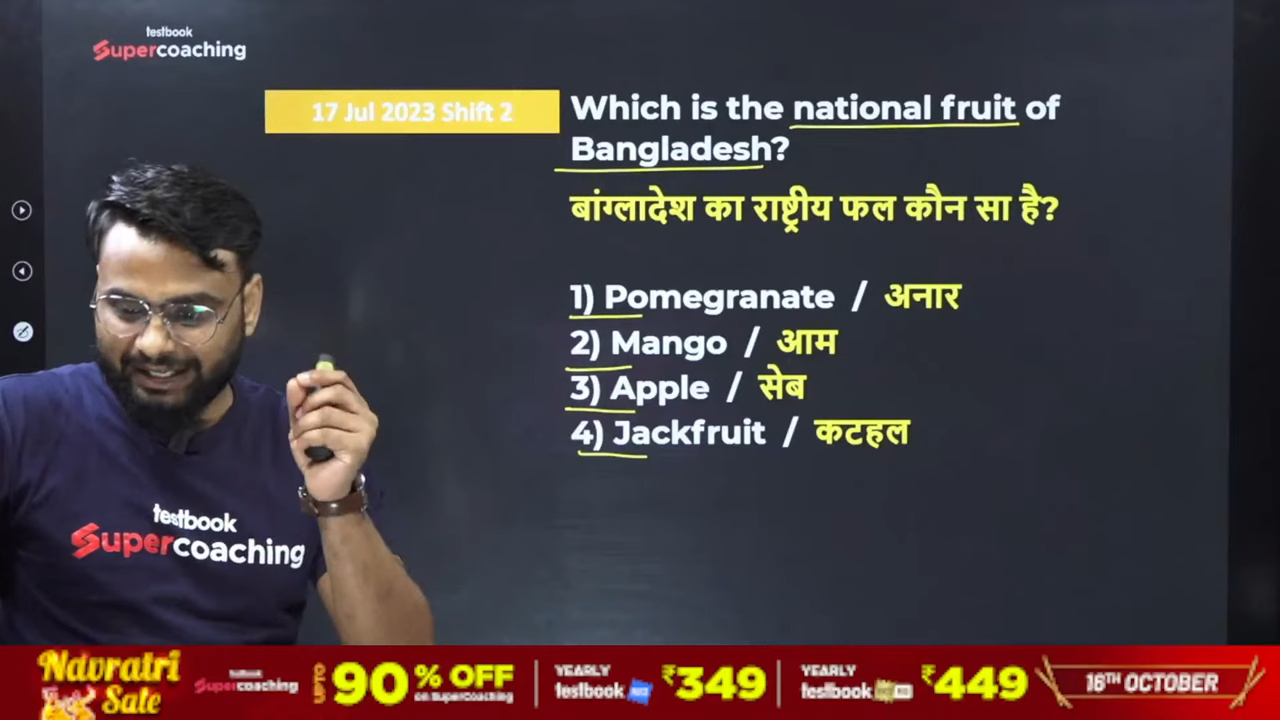 testbook
Supercoaching
17 Jul 2023 Shift 2
Which is the national fruit of
Bangladesh?
बांग्लादेश का राष्ट्रीय फल कौन सा है?
1) Pomegranate / अनार
2) Mango / आम
3) Apple / सेब
4) Jackfruit / कटहल
testbook
Supercoaching
Navratri
Sale
testbook
Supercoaching
UPTO 90% OFF
on SuperCoaching
YEARLY
testbook
₹349
YEARLY
testbook
₹449
16TH OCTOBER